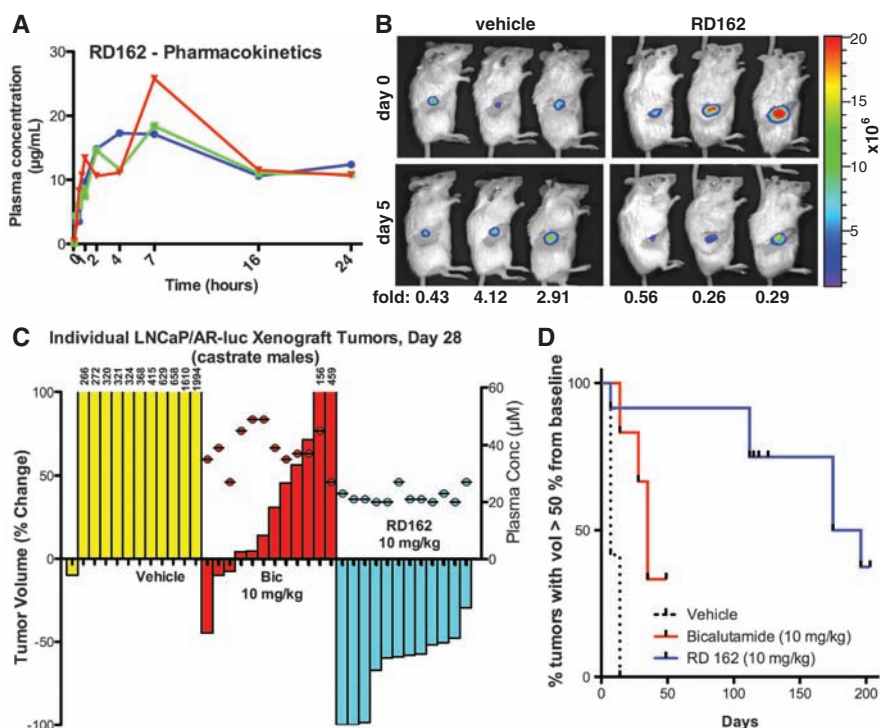 A
RD162 - Pharmacokinetics
Plasma concentration
(µg/mL)
30
20
10
0
0 1 2 4 7 16 24
Time (hours)
B
vehicle RD162
day 0
day 5
fold: 0.43 4.12 2.91 0.56 0.26 0.29
20
15
10
5
x10⁶
C
Individual LNCaP/AR-luc Xenograft Tumors, Day 28
(castrate males)
266 272 320 321 324 368 415 629 658 1610 1994 156 459
Tumor Volume (% Change)
100
50
0
-50
-100
Plasma Conc (µM)
60
40
20
0
Vehicle
Bic
10 mg/kg
RD162
10 mg/kg
D
% tumors with vol > 50 % from baseline
100
50
0
Vehicle
Bicalutamide (10 mg/kg)
RD 162 (10 mg/kg)
0 50 100 150 200
Days